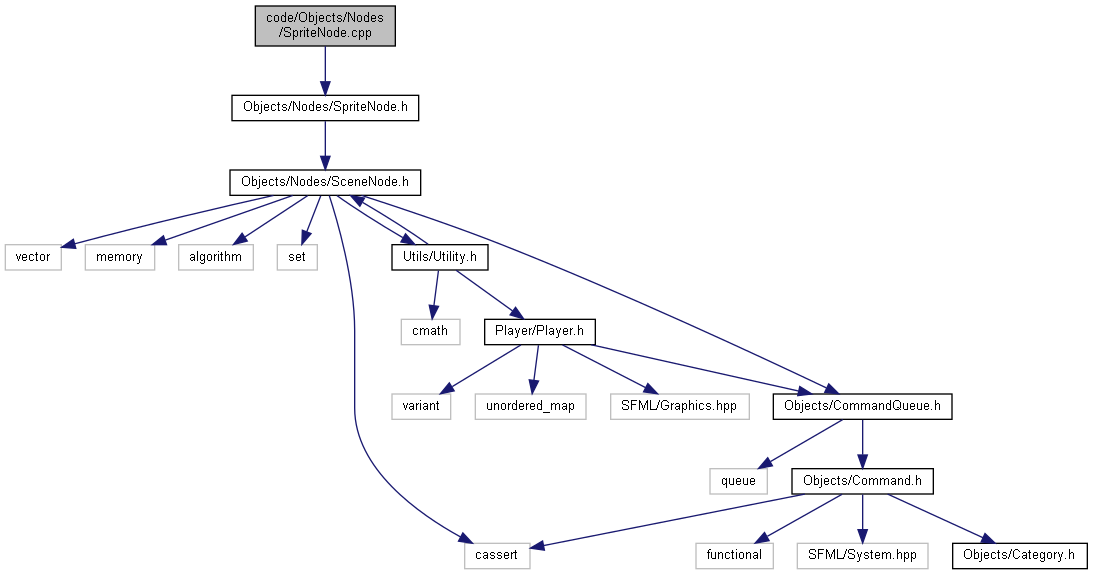 code/Objects/Nodes
/SpriteNode.cpp
Objects/Nodes/SpriteNode.h
Objects/Nodes/SceneNode.h
vector
memory
algorithm
set
Utils/Utility.h
cmath
Player/Player.h
variant
unordered_map
SFML/Graphics.hpp
Objects/CommandQueue.h
queue
Objects/Command.h
cassert
functional
SFML/System.hpp
Objects/Category.h